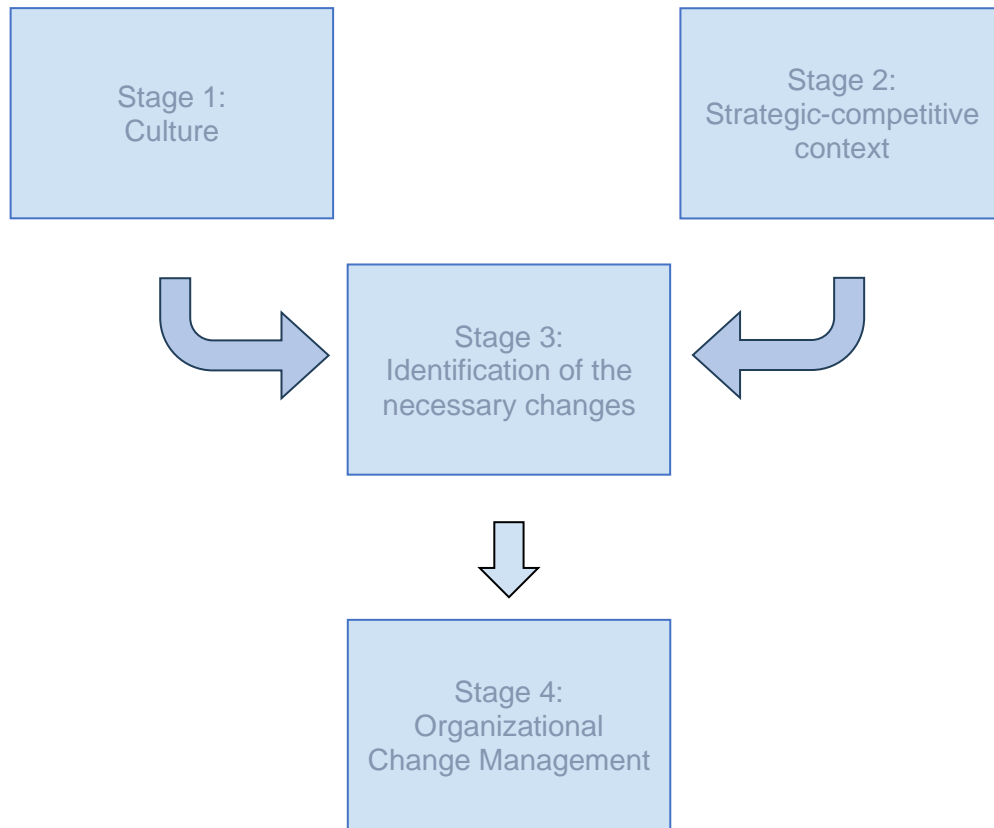 Stage 1:
Culture
Stage 2:
Strategic-competitive
context
Stage 3:
Identification of the
necessary changes
Stage 4:
Organizational
Change Management